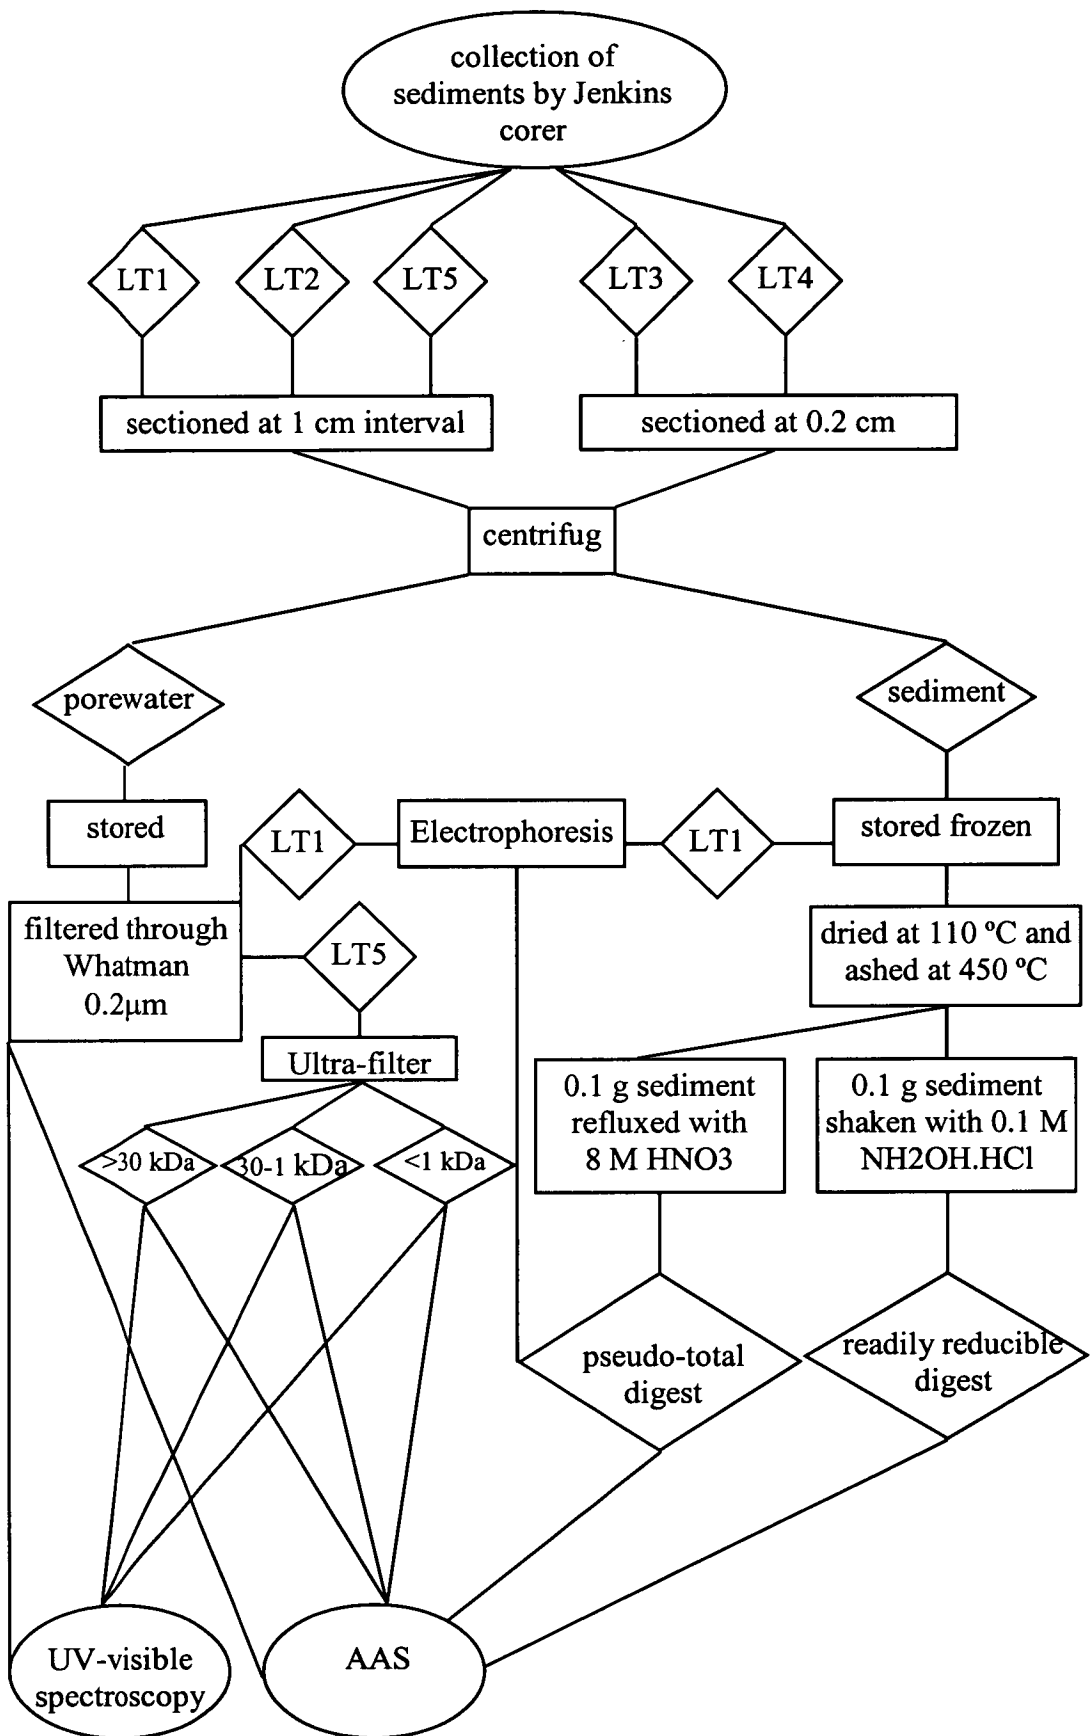 collection of
sediments by Jenkins
corer
LT1
LT2
LT5
LT3
LT4
sectioned at 1 cm interval
sectioned at 0.2 cm
centrifug
porewater
sediment
stored
LT1
Electrophoresis
LT1
stored frozen
filtered through
Whatman
0.2μm
LT5
dried at 110 ºC and
ashed at 450 ºC
Ultra-filter
0.1 g sediment
refluxed with
8 M HNO3
0.1 g sediment
shaken with 0.1 M
NH2OH.HCl
>30 kDa
30-1 kDa
<1 kDa
pseudo-total
digest
readily reducible
digest
UV-visible
spectroscopy
AAS